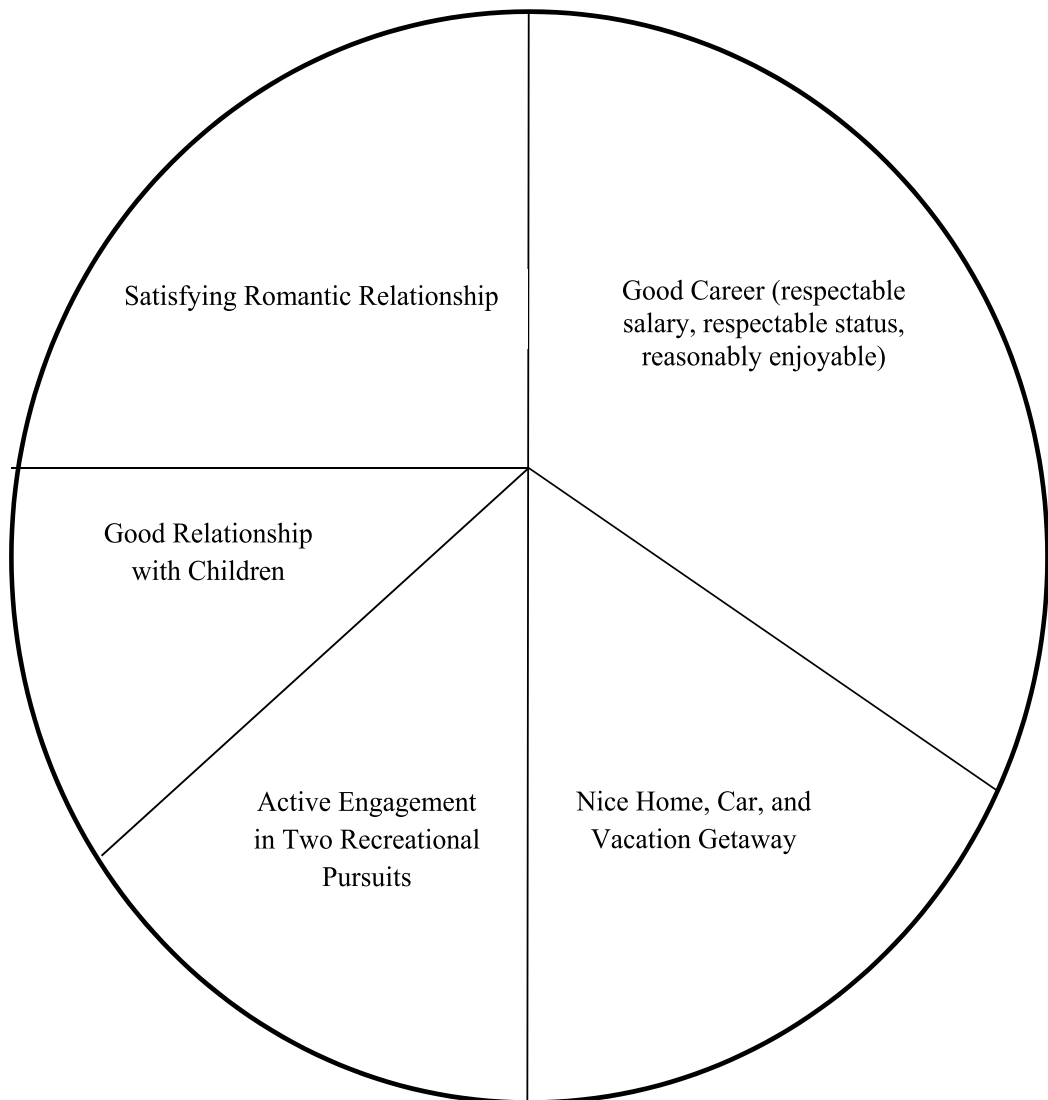 Satisfying Romantic Relationship
Good Career (respectable
salary, respectable status,
reasonably enjoyable)
Good Relationship
with Children
Active Engagement
in Two Recreational
Pursuits
Nice Home, Car, and
Vacation Getaway